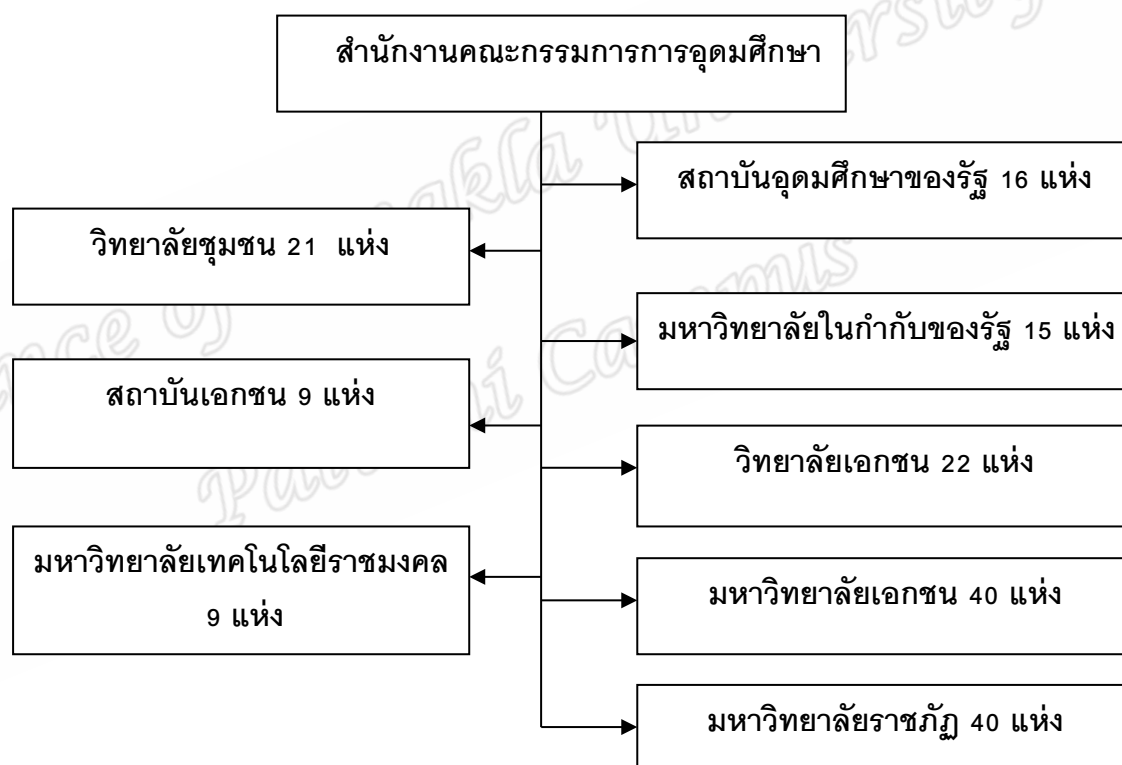 สำนักงานคณะกรรมการการอุดมศึกษา
สถาบันอุดมศึกษาของรัฐ 16 แห่ง
วิทยาลัยชุมชน 21 แห่ง
มหาวิทยาลัยในกำกับของรัฐ 15 แห่ง
สถาบันเอกชน 9 แห่ง
วิทยาลัยเอกชน 22 แห่ง
มหาวิทยาลัยเทคโนโลยีราชมงคล
9 แห่ง
มหาวิทยาลัยเอกชน 40 แห่ง
มหาวิทยาลัยราชภัฏ 40 แห่ง